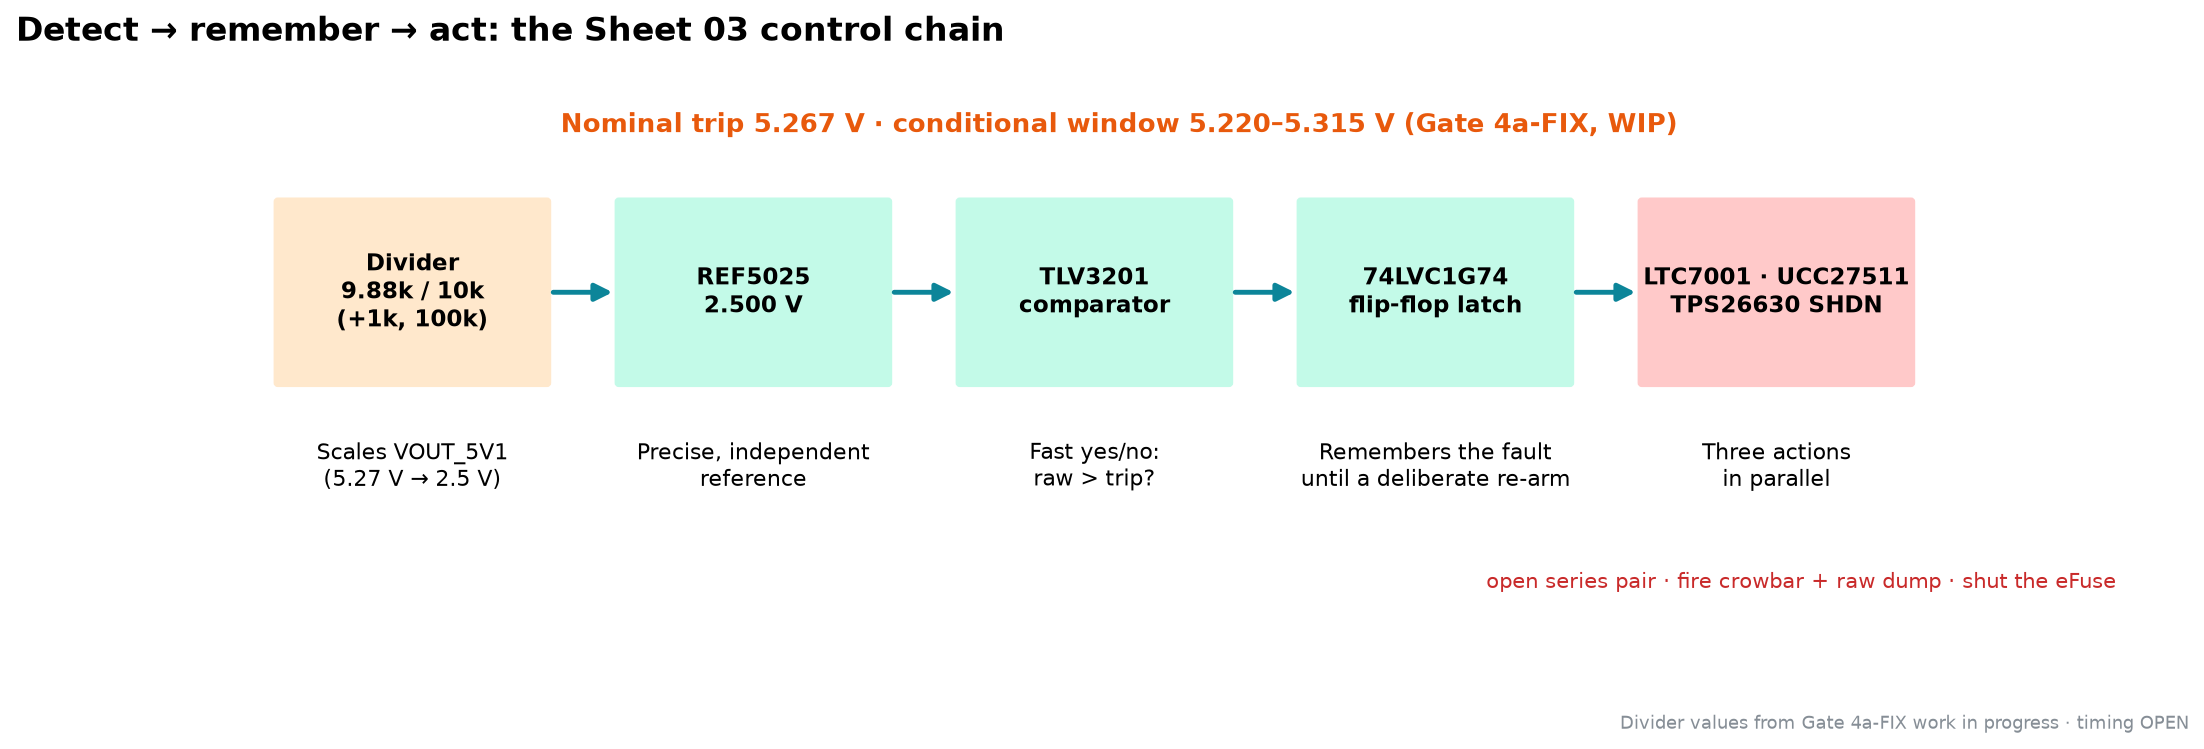 Detect → remember → act: the Sheet 03 control chain
Nominal trip 5.267 V · conditional window 5.220–5.315 V (Gate 4a-FIX, WIP)
Divider
9.88k / 10k
(+1k, 100k)
REF5025
2.500 V
TLV3201
comparator
74LVC1G74
flip-flop latch
LTC7001 · UCC27511
TPS26630 SHDN
Scales VOUT_5V1
(5.27 V → 2.5 V)
Precise, independent
reference
Fast yes/no:
raw > trip?
Remembers the fault
until a deliberate re-arm
Three actions
in parallel
open series pair · fire crowbar + raw dump · shut the eFuse
Divider values from Gate 4a-FIX work in progress · timing OPEN